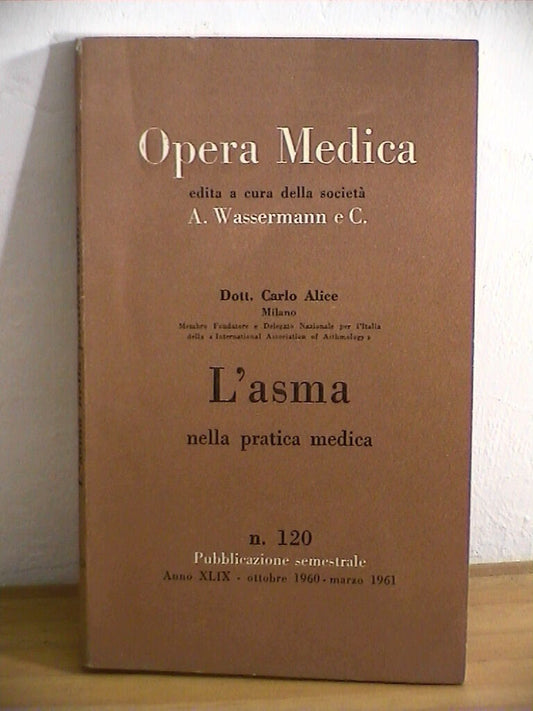 Opera Medica
edita a cura della società
A. Wassermann e C.
Dott. Carlo Alice
Milano
Membro Fondatore e Delegato Nazionale per l'Italia
della « International Association of Asthmology »
L'asma
nella pratica medica
n. 120
Pubblicazione semestrale
Anno XLIX - ottobre 1960 - marzo 1961